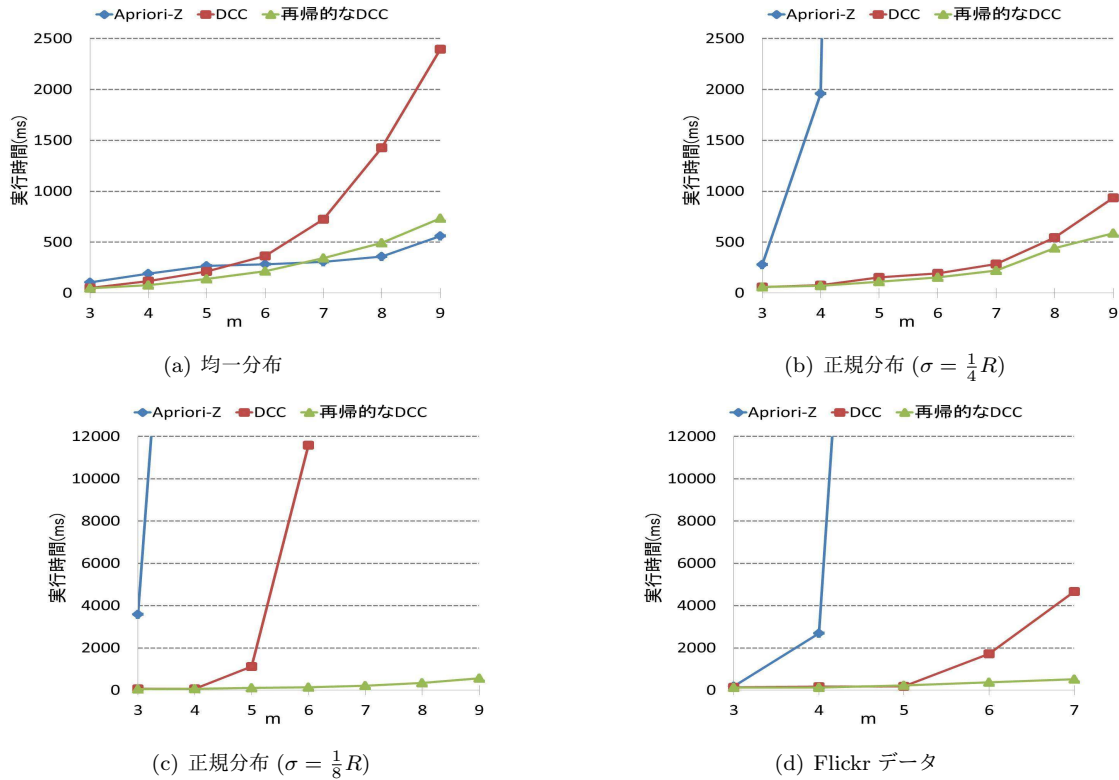 Apriori-Z DCC 再帰的なDCC
2500
2000
1500
1000
500
0
実行時間(ms)
3 4 5 6 7 8 9
m
(a) 均一分布
Apriori-Z DCC 再帰的なDCC
2500
2000
1500
1000
500
0
実行時間(ms)
3 4 5 6 7 8 9
m
(b) 正規分布 (σ = 1/4 R)
Apriori-Z DCC 再帰的なDCC
12000
10000
8000
6000
4000
2000
0
実行時間(ms)
3 4 5 6 7 8 9
m
(c) 正規分布 (σ = 1/8 R)
Apriori-Z DCC 再帰的なDCC
12000
10000
8000
6000
4000
2000
0
実行時間(ms)
3 4 5 6 7
m
(d) Flickr データ